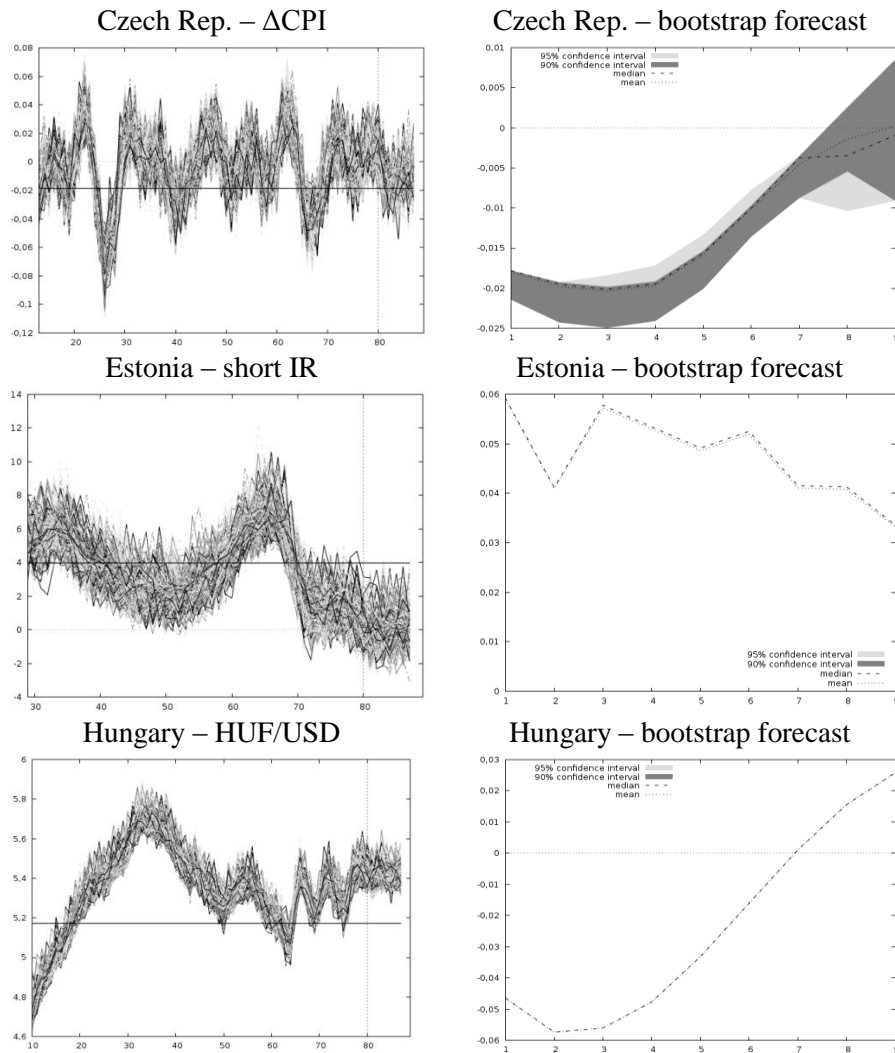 Czech Rep. – ΔCPI
0,08
0,06
0,04
0,02
0
-0,02
-0,04
-0,06
-0,08
-0,1
-0,12
20 30 40 50 60 70 80
Czech Rep. – bootstrap forecast
95% confidence interval
90% confidence interval
median
mean
0,01
0,005
0
-0,005
-0,01
-0,015
-0,02
-0,025
1 2 3 4 5 6 7 8
Estonia – short IR
14
12
10
8
6
4
2
0
-2
-4
30 40 50 60 70 80
Estonia – bootstrap forecast
0,06
0,05
0,04
0,03
0,02
0,01
0
95% confidence interval
90% confidence interval
median
mean
1 2 3 4 5 6 7 8
Hungary – HUF/USD
6
5,8
5,6
5,4
5,2
5
4,8
4,6
10 20 30 40 50 60 70 80
Hungary – bootstrap forecast
95% confidence interval
90% confidence interval
median
mean
0,03
0,02
0,01
0
-0,01
-0,02
-0,03
-0,04
-0,05
-0,06
1 2 3 4 5 6 7 8